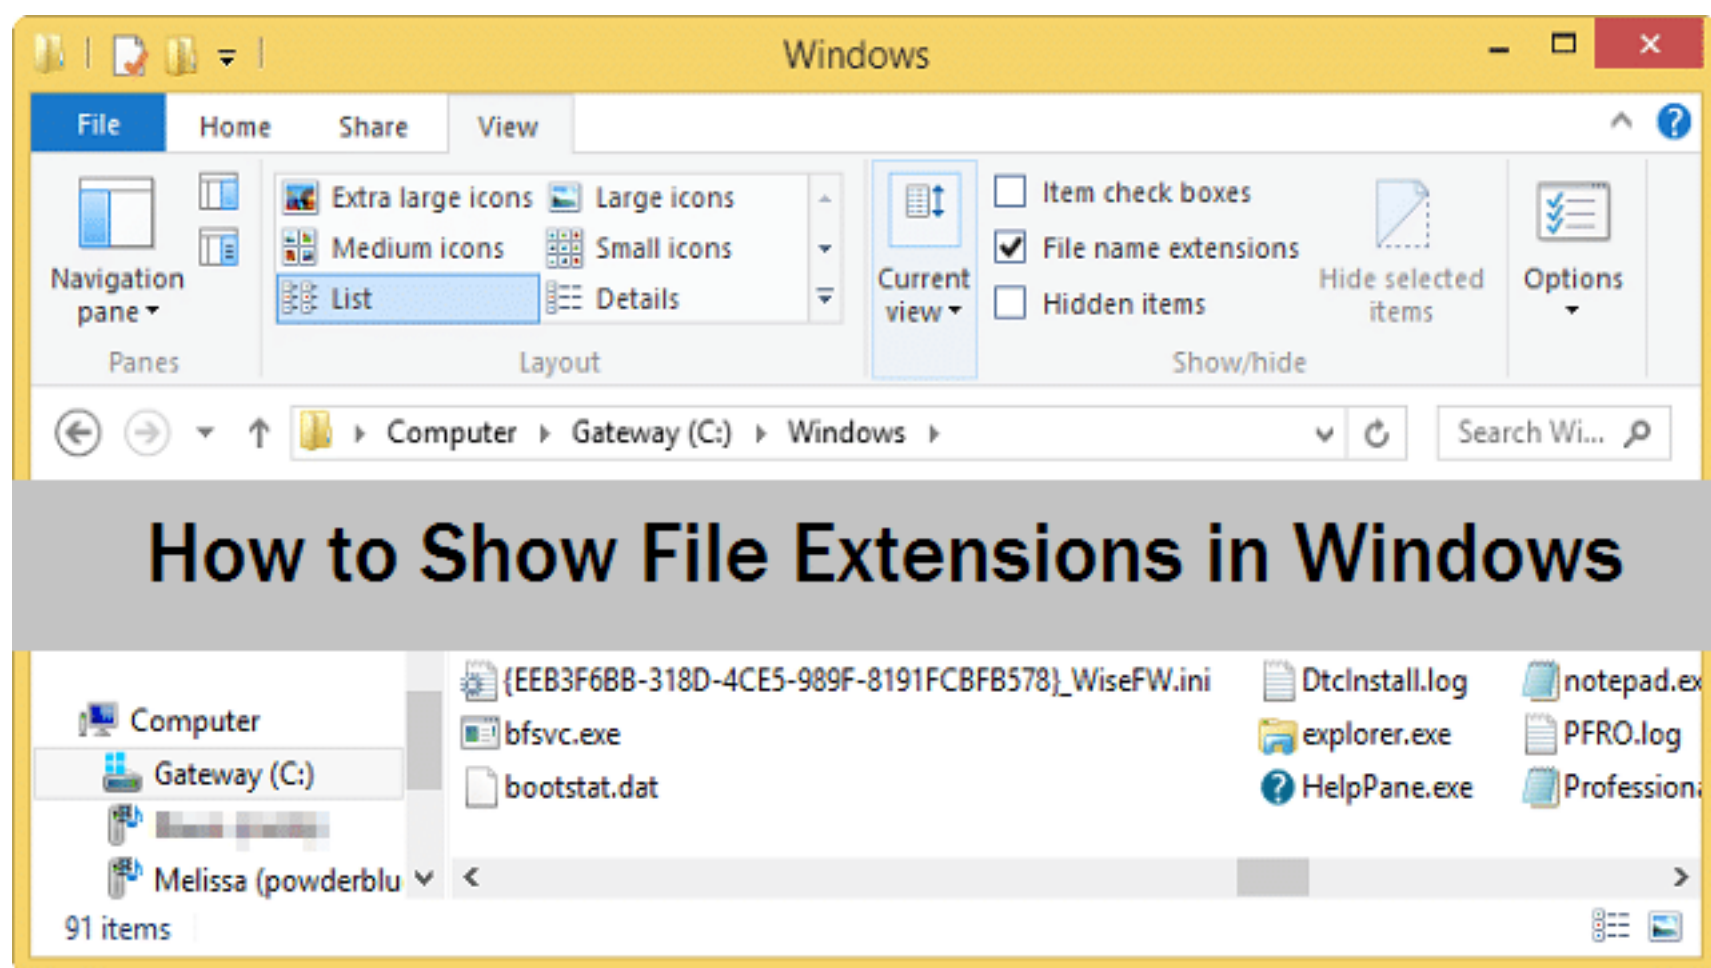 Windows
File Home Share View
Extra large icons Large icons
Medium icons Small icons
List Details
Navigation
pane
Current
view
Item check boxes
File name extensions
Hidden items
Hide selected
items
Options
Panes Layout Show/hide
Computer Gateway (C:) Windows
Search Wi...
How to Show File Extensions in Windows
Computer
Gateway (C:)
Melissa (powderblu
{EEB3F6BB-318D-4CE5-989F-8191FCBFB578}_WiseFW.ini
bfsvc.exe
bootstat.dat
DtcInstall.log
explorer.exe
HelpPane.exe
notepad.ex
PFRO.log
Professiona
91 items